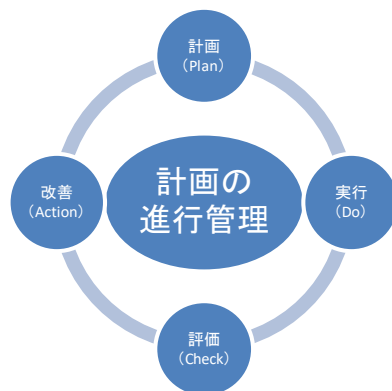 計画
（Plan）
計画の
進行管理
改善
（Action）
実行
（Do）
評価
（Check）